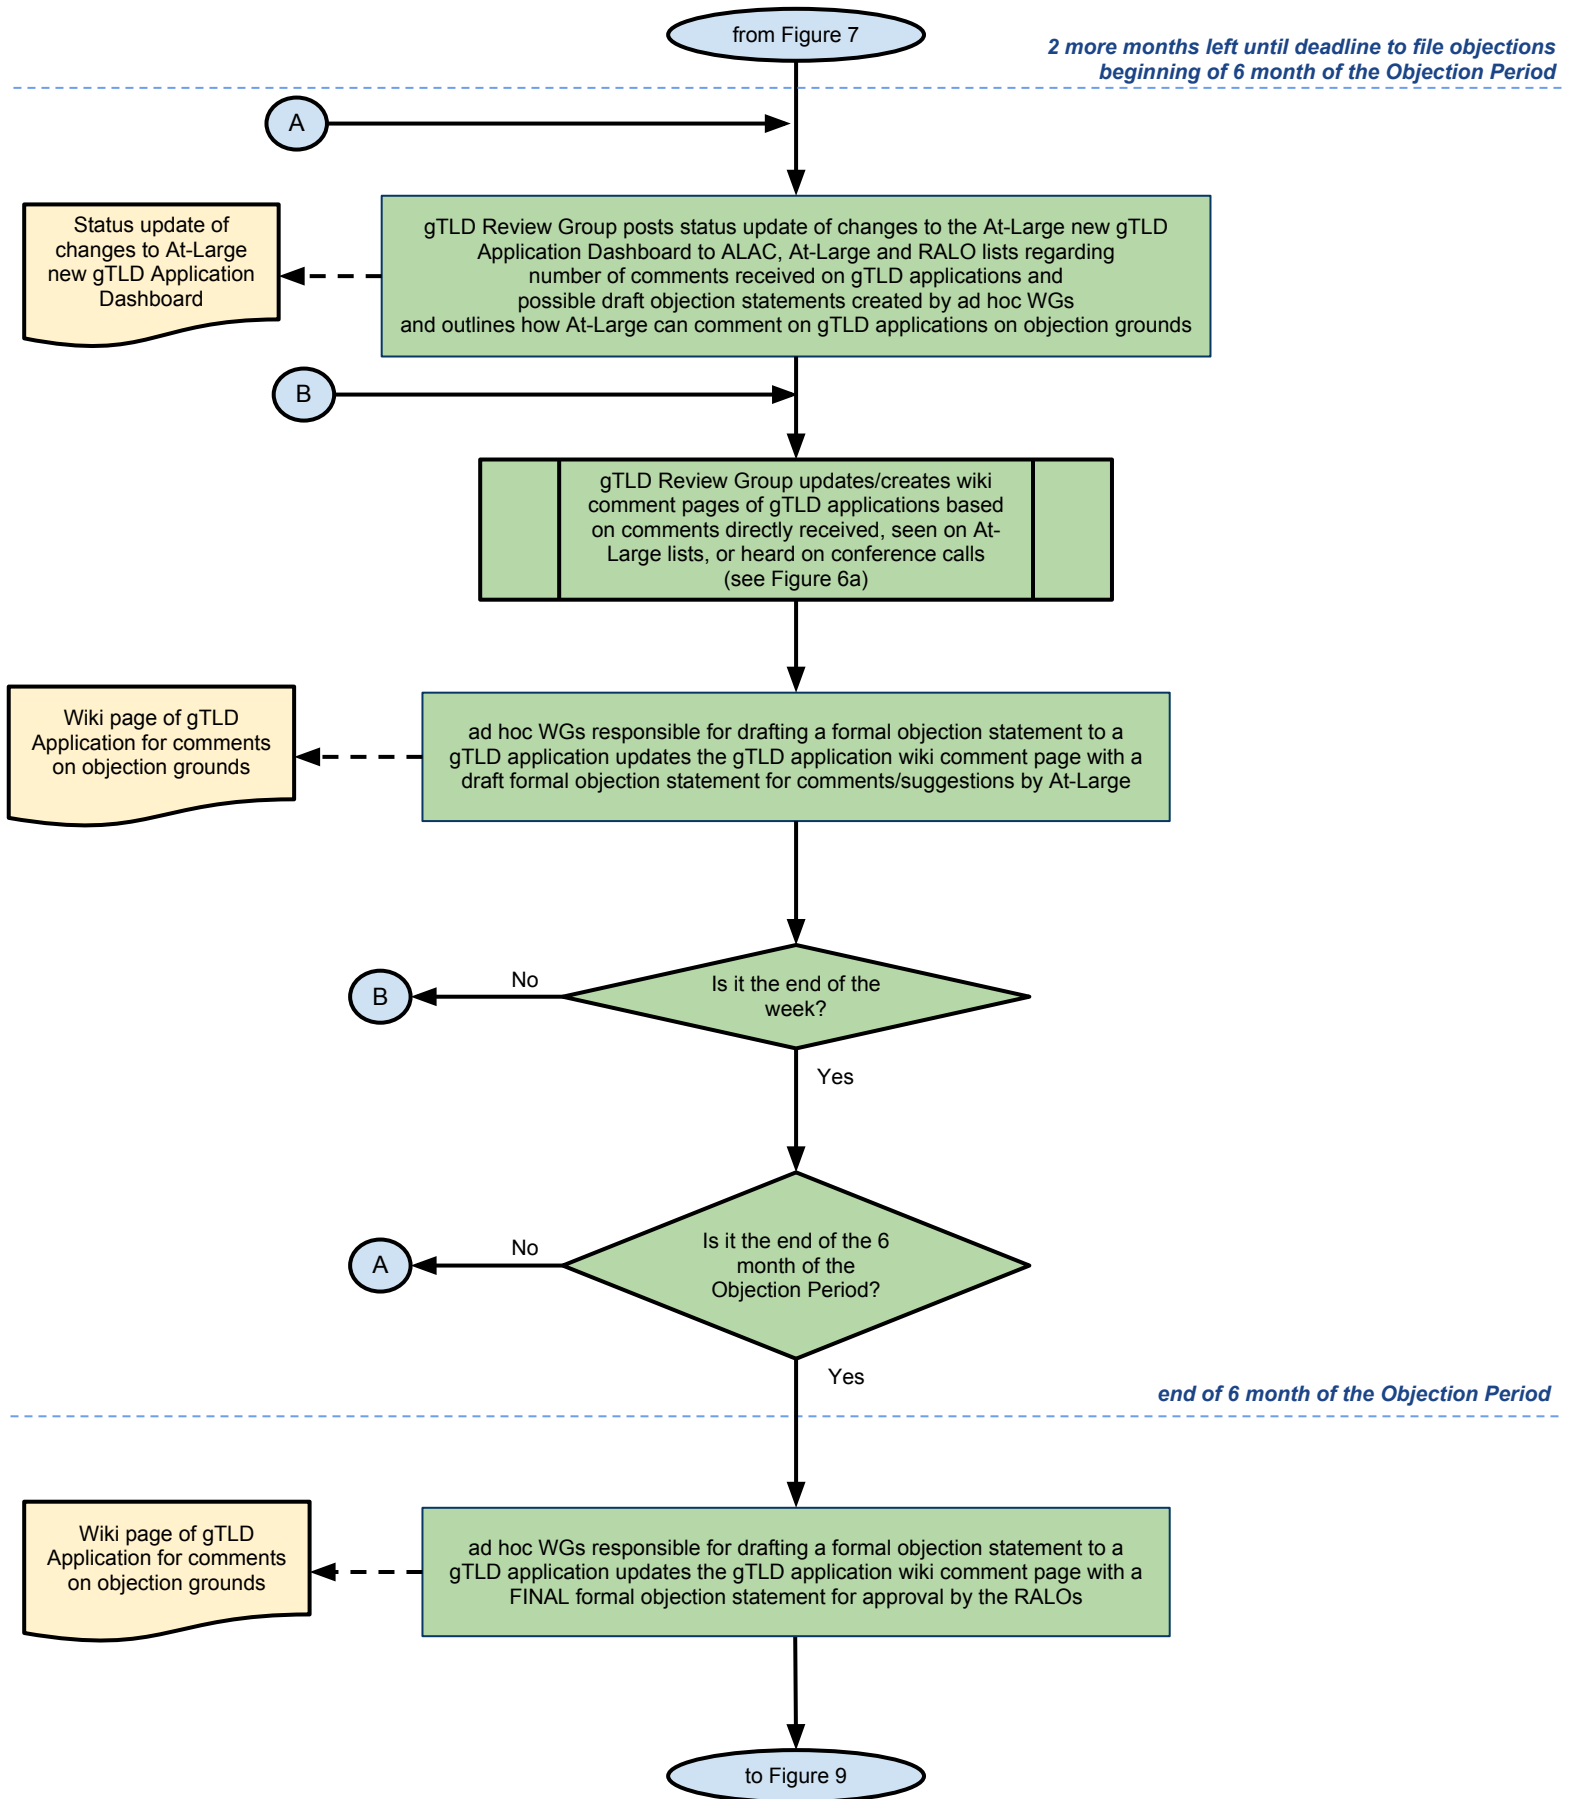 from Figure 7
2 more months left until deadline to file objections
beginning of 6 month of the Objection Period
A
Status update of
changes to At-Large
new gTLD Application
Dashboard
gTLD Review Group posts status update of changes to the At-Large new gTLD
Application Dashboard to ALAC, At-Large and RALO lists regarding
number of comments received on gTLD applications and
possible draft objection statements created by ad hoc WGs
and outlines how At-Large can comment on gTLD applications on objection grounds
B
gTLD Review Group updates/creates wiki
comment pages of gTLD applications based
on comments directly received, seen on At-
Large lists, or heard on conference calls
(see Figure 6a)
Wiki page of gTLD
Application for comments
on objection grounds
ad hoc WGs responsible for drafting a formal objection statement to a
gTLD application updates the gTLD application wiki comment page with a
draft formal objection statement for comments/suggestions by At-Large
B
No
Is it the end of the
week?
Yes
A
No
Is it the end of the 6
month of the
Objection Period?
Yes
end of 6 month of the Objection Period
Wiki page of gTLD
Application for comments
on objection grounds
ad hoc WGs responsible for drafting a formal objection statement to a
gTLD application updates the gTLD application wiki comment page with a
FINAL formal objection statement for approval by the RALOs
to Figure 9